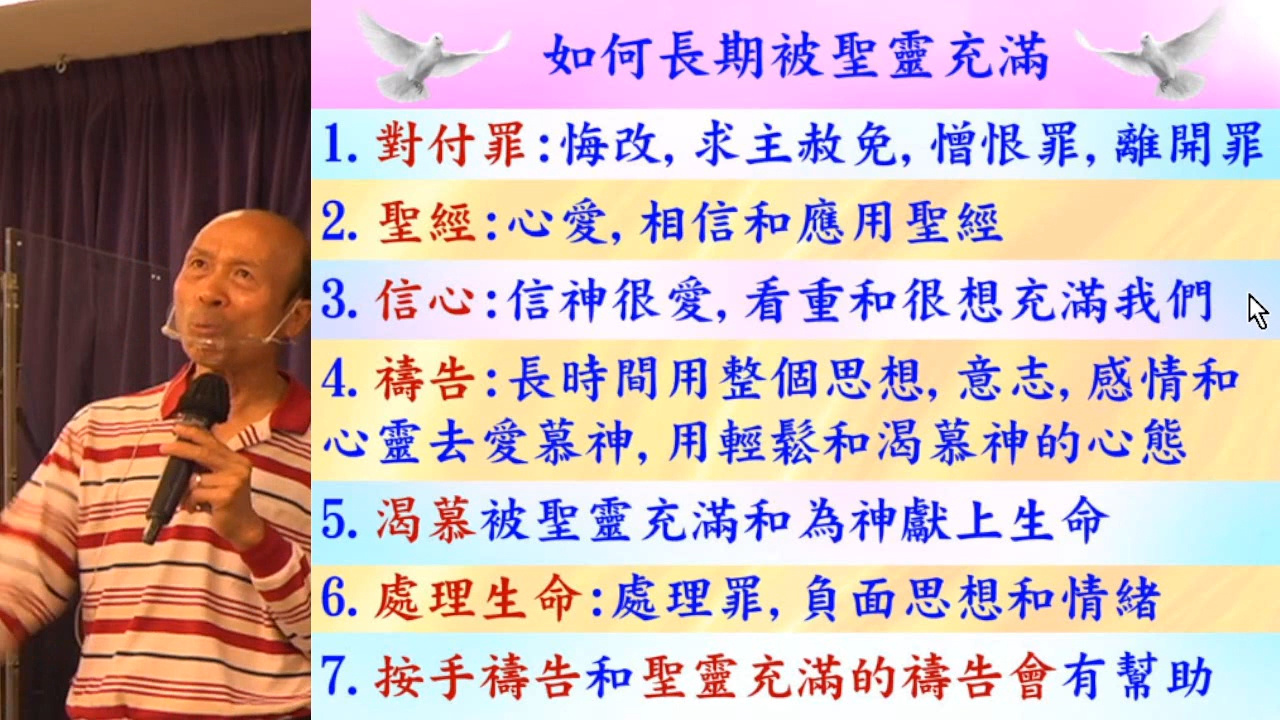 如何長期被聖靈充滿
1. 對付罪:悔改, 求主赦免, 憎恨罪, 離開罪
2. 聖經:心愛, 相信和應用聖經
3. 信心:信神很愛, 看重和很想充滿我們
4. 禱告:長時間用整個思想, 意志, 感情和
心靈去愛慕神, 用輕鬆和渴慕神的心態
5. 渴慕被聖靈充滿和為神獻上生命
6. 處理生命:處理罪, 負面思想和情緒
7. 按手禱告和聖靈充滿的禱告會有幫助